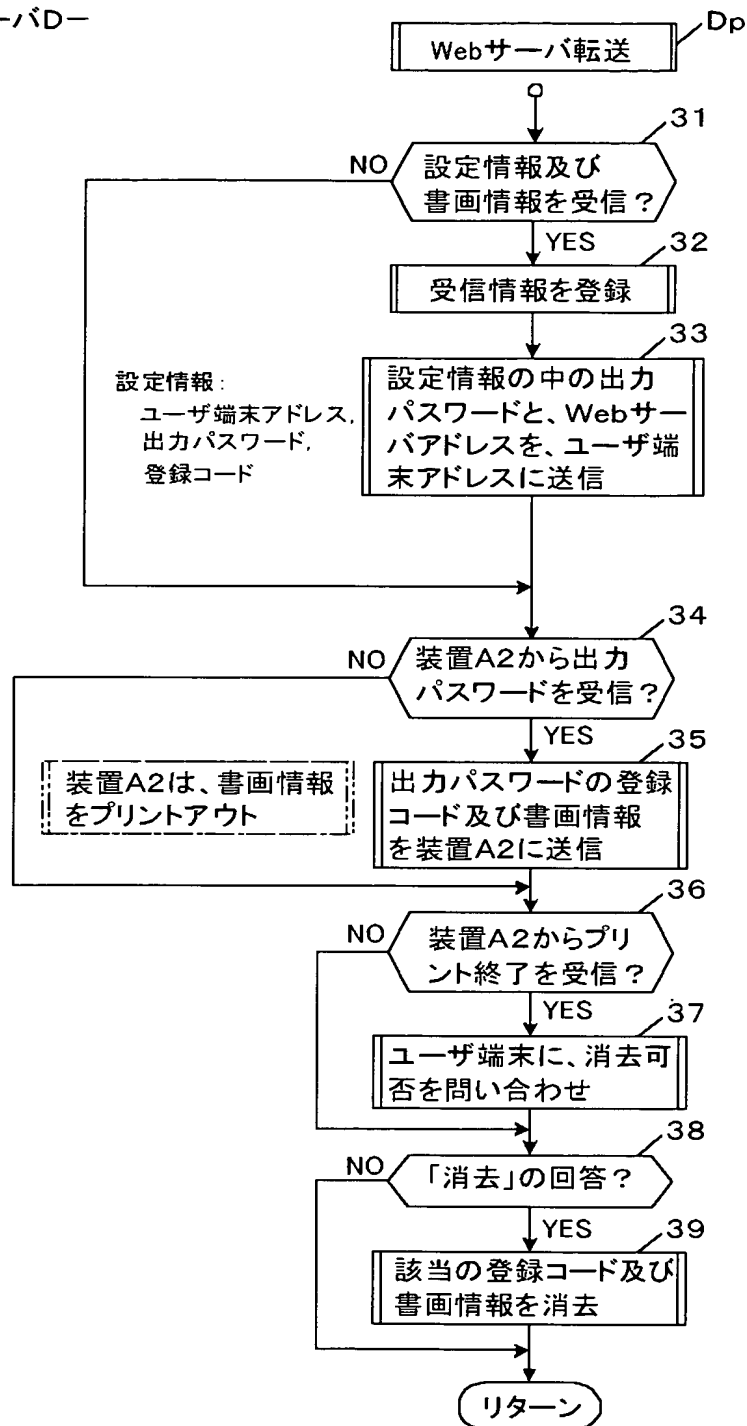 ーバD－
Webサーバ転送
Dp
31
NO
設定情報及び
書画情報を受信？
YES
32
受信情報を登録
33
設定情報：
ユーザ端末アドレス，
出力パスワード，
登録コード
設定情報の中の出力
パスワードと、Webサー
バアドレスを、ユーザ端
末アドレスに送信
34
NO
装置A2から出力
パスワードを受信？
YES
35
装置A2は、書画情報
をプリントアウト
出力パスワードの登録
コード及び書画情報
を装置A2に送信
36
NO
装置A2からプリ
ント終了を受信？
YES
37
ユーザ端末に、消去可
否を問い合わせ
38
NO
「消去」の回答？
YES
39
該当の登録コード及び
書画情報を消去
リターン